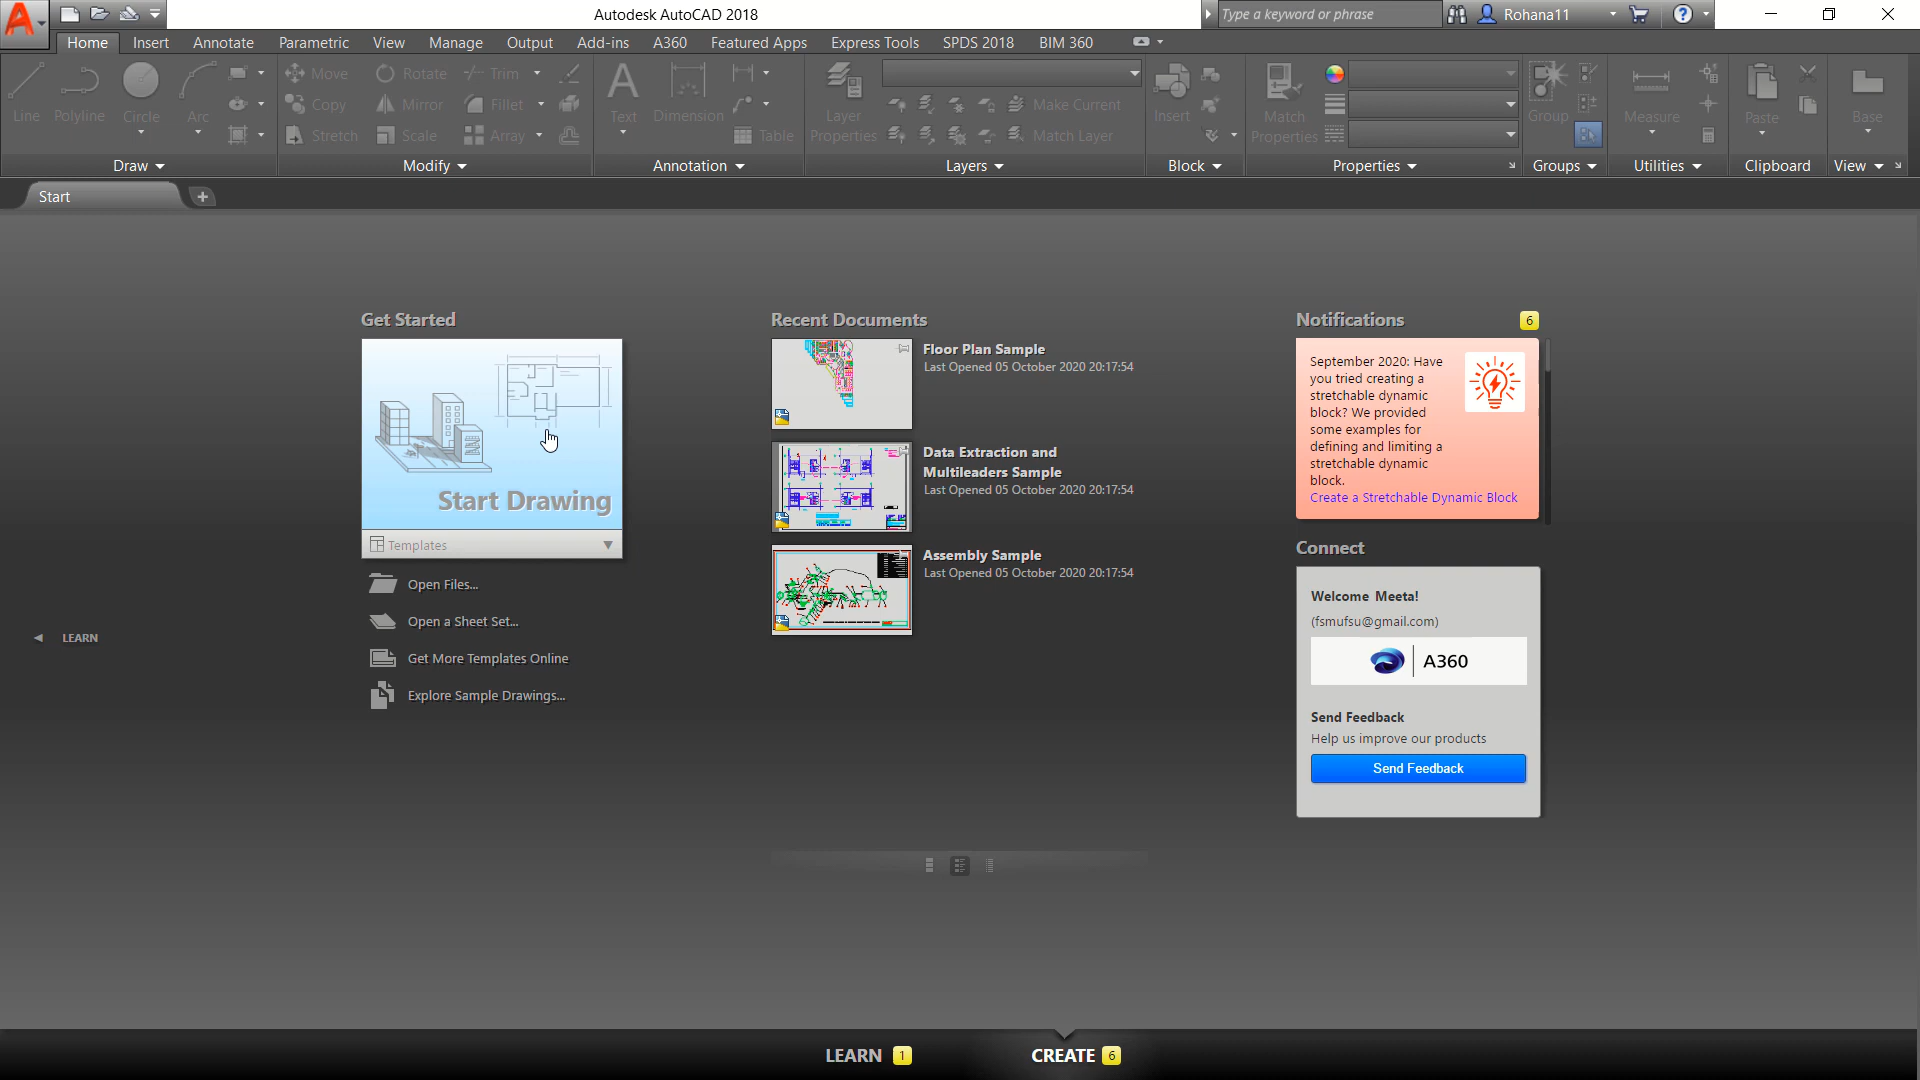 Autodesk AutoCAD 2018
Type a keyword or phrase
Rohana11
Home Insert Annotate Parametric View Manage Output Add-ins A360 Featured Apps Express Tools SPDS 2018 BIM 360
Line Polyline Circle Arc
Move Rotate Trim
Copy Mirror Fillet
Stretch Scale Array
Text Dimension Table
Layer Properties
Make Current
Match Layer
Insert
Match Properties
Group
Measure
Paste
Base
Draw Modify Annotation Layers Block Properties Groups Utilities Clipboard View
Start
Get Started
Start Drawing
Templates
Open Files...
Open a Sheet Set...
Get More Templates Online
Explore Sample Drawings...
LEARN
Recent Documents
Floor Plan Sample
Last Opened 05 October 2020 20:17:54
Data Extraction and
Multileaders Sample
Last Opened 05 October 2020 20:17:54
Assembly Sample
Last Opened 05 October 2020 20:17:54
Notifications 6
September 2020: Have
you tried creating a
stretchable dynamic
block? We provided
some examples for
defining and limiting a
stretchable dynamic
block.
Create a Stretchable Dynamic Block
Connect
Welcome Meeta!
(fsmufsu@gmail.com)
A360
Send Feedback
Help us improve our products
Send Feedback
LEARN 1 CREATE 6